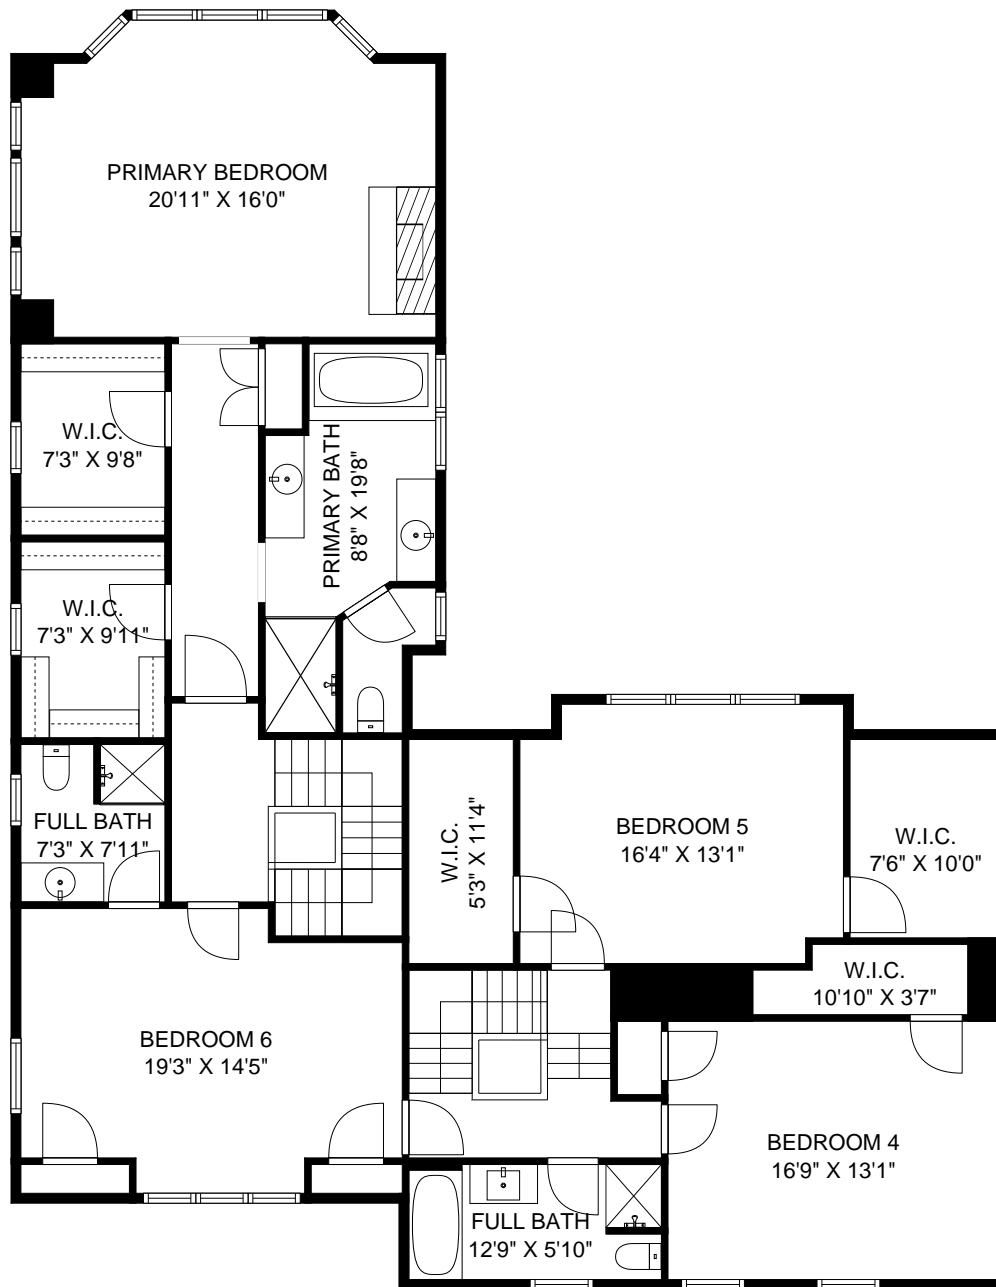 PRIMARY BEDROOM
20'11" X 16'0"
W.I.C.
7'3" X 9'8"
PRIMARY BATH
8'8" X 19'8"
W.I.C.
7'3" X 9'11"
FULL BATH
7'3" X 7'11"
W.I.C.
5'3" X 11'4"
BEDROOM 5
16'4" X 13'1"
W.I.C.
7'6" X 10'0"
W.I.C.
10'10" X 3'7"
BEDROOM 6
19'3" X 14'5"
BEDROOM 4
16'9" X 13'1"
FULL BATH
12'9" X 5'10"